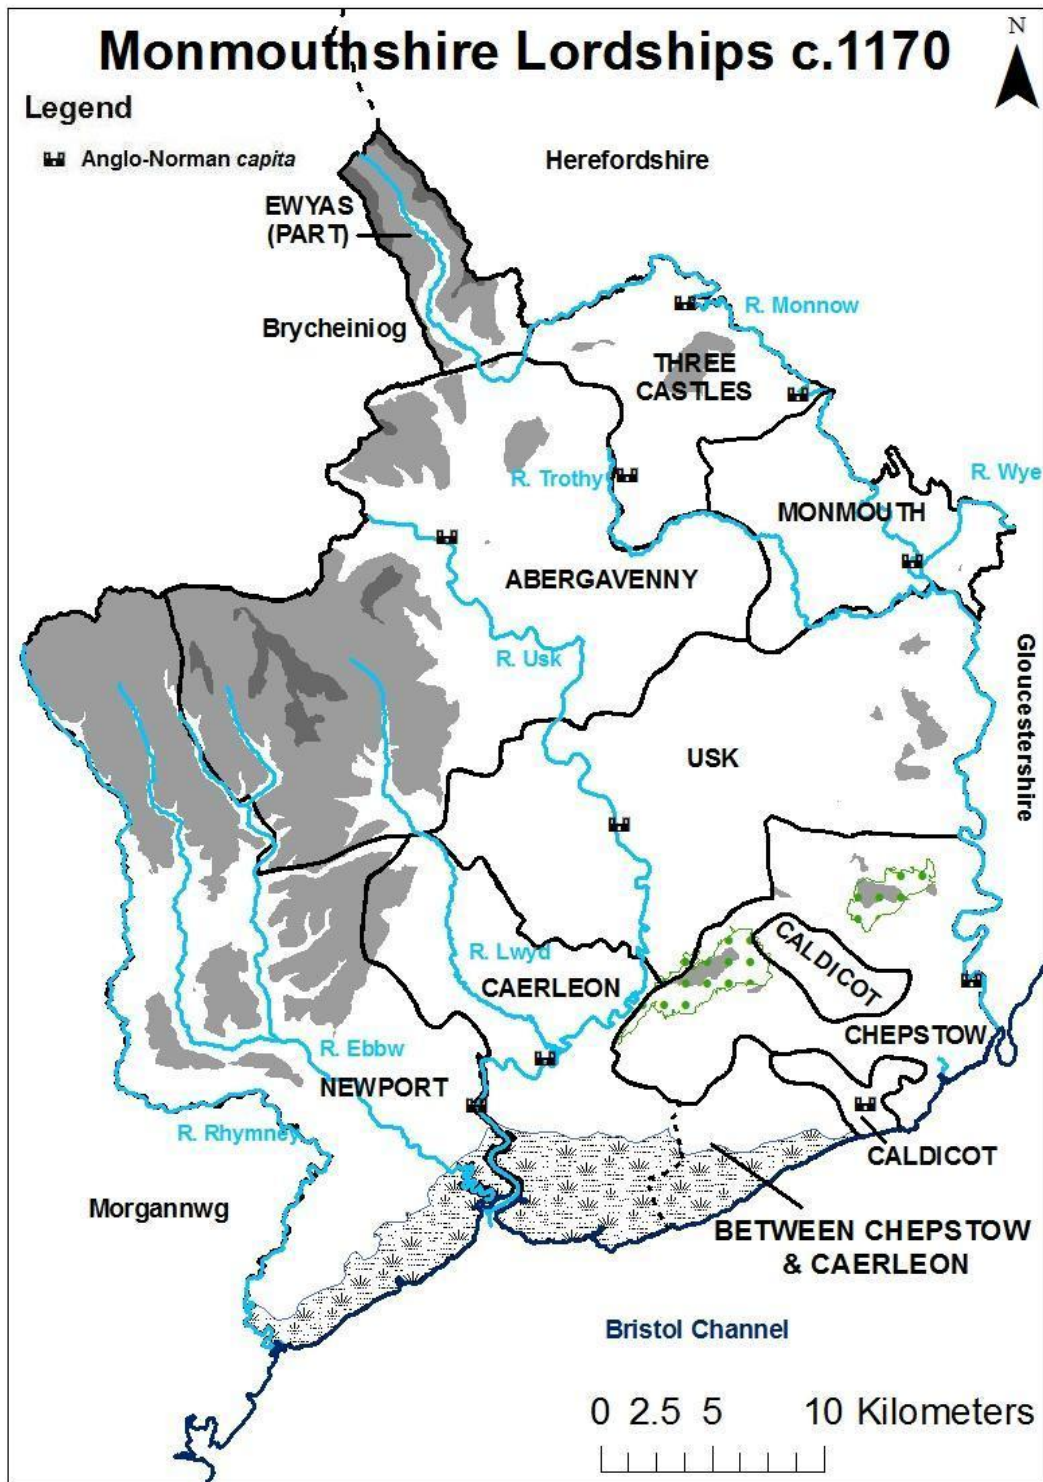 Monmouthshire Lordships c.1170
N
Legend
Anglo-Norman capita
Herefordshire
EWYAS
(PART)
R. Monnow
Brycheiniog
THREE
CASTLES
R. Trothy
R. Wye
MONMOUTH
ABERGAVENNY
R. Usk
Gloucestershire
USK
R. Lwyd
CALDICOT
CAERLEON
CHEPSTOW
R. Ebbw
NEWPORT
R. Rhymney
CALDICOT
Morgannwg
BETWEEN CHEPSTOW
& CAERLEON
Bristol Channel
0 2.5 5 10 Kilometers